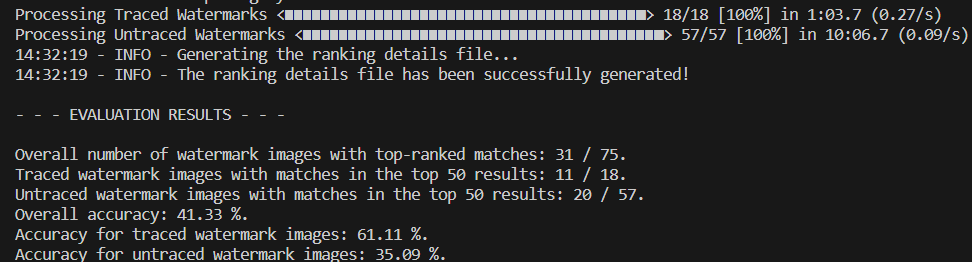 Processing Traced Watermarks <■■■■■■■■■■■■■■■■■■■■■■■■■■■■■■■■■■■■■■■■> 18/18 [100%] in 1:03.7 (0.27/s)
Processing Untraced Watermarks <■■■■■■■■■■■■■■■■■■■■■■■■■■■■■■■■■■■■■■■■> 57/57 [100%] in 10:06.7 (0.09/s)
14:32:19 - INFO - Generating the ranking details file...
14:32:19 - INFO - The ranking details file has been successfully generated!
- - - EVALUATION RESULTS - - -
Overall number of watermark images with top-ranked matches: 31 / 75.
Traced watermark images with matches in the top 50 results: 11 / 18.
Untraced watermark images with matches in the top 50 results: 20 / 57.
Overall accuracy: 41.33 %.
Accuracy for traced watermark images: 61.11 %.
Accuracy for untraced watermark images: 35.09 %.